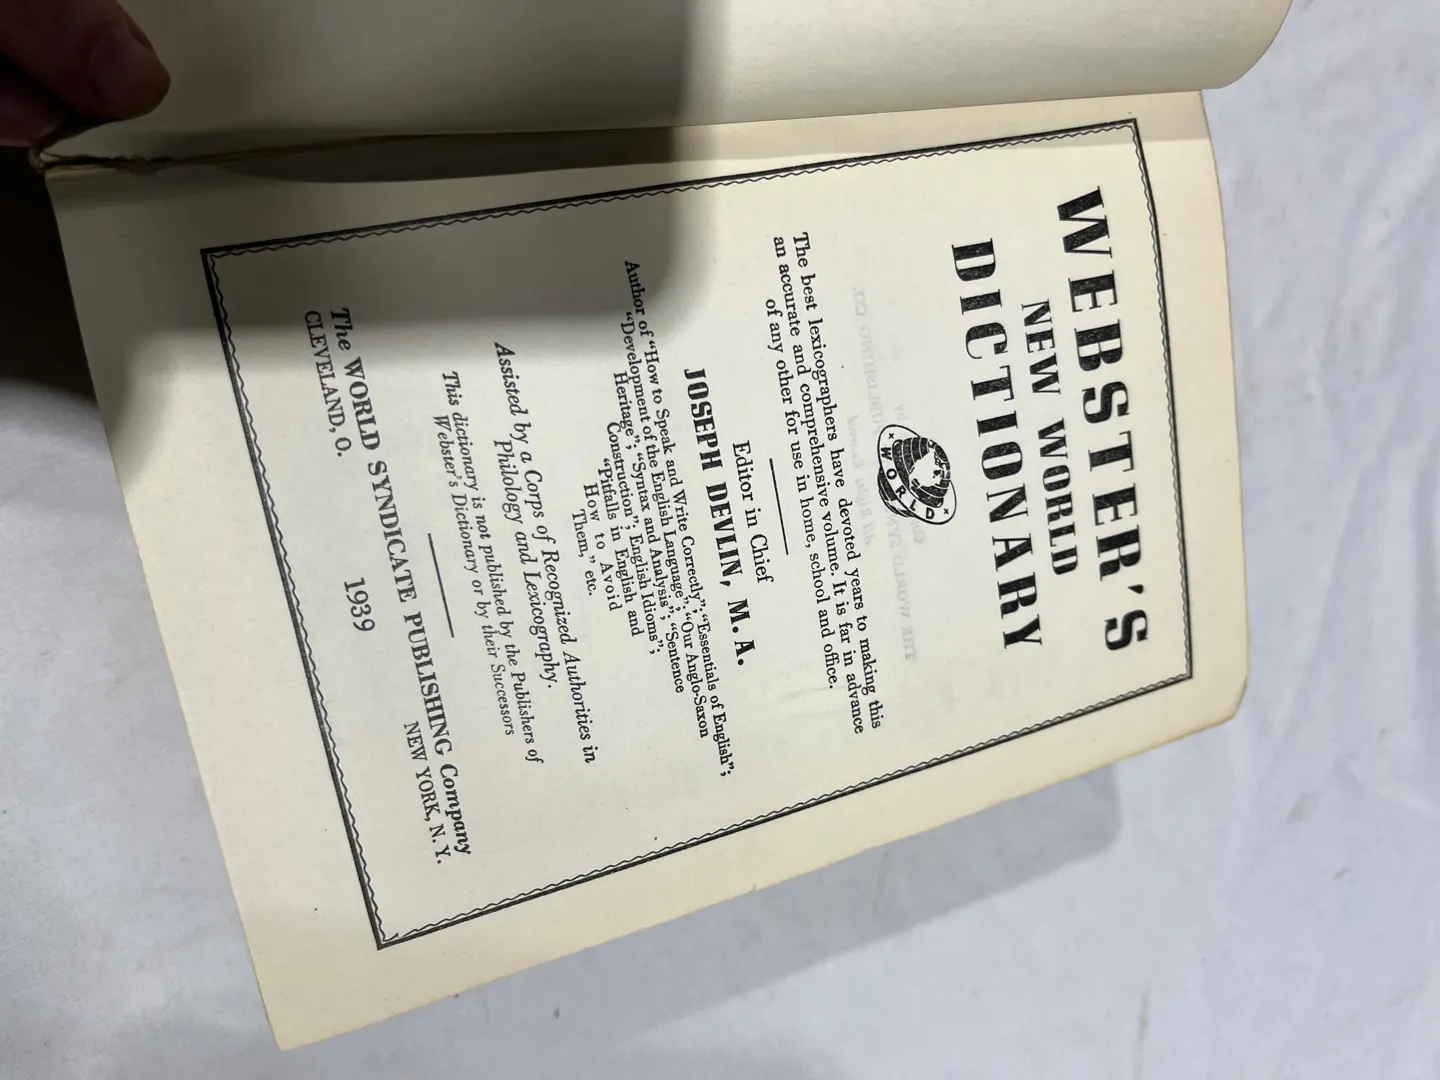 WEBSTER'S
NEW WORLD
DICTIONARY
WORLD
The best lexicographers have devoted years to making this
an accurate and comprehensive volume. It is far in advance
of any other for use in home, school and office.
Editor in Chief
JOSEPH DEVLIN, M. A.
Author of "How to Speak and Write Correctly"; "Essentials of English";
"Development of the English Language"; "Our Anglo-Saxon
Heritage"; "Syntax and Analysis"; "Sentence
Construction"; English Idioms";
"Pitfalls in English and
How to Avoid
Them," etc.
Assisted by a Corps of Recognized Authorities in
Philology and Lexicography.
This dictionary is not published by the Publishers of
Webster's Dictionary or by their Successors
The WORLD SYNDICATE PUBLISHING Company
CLEVELAND, O. NEW YORK, N. Y.
1939